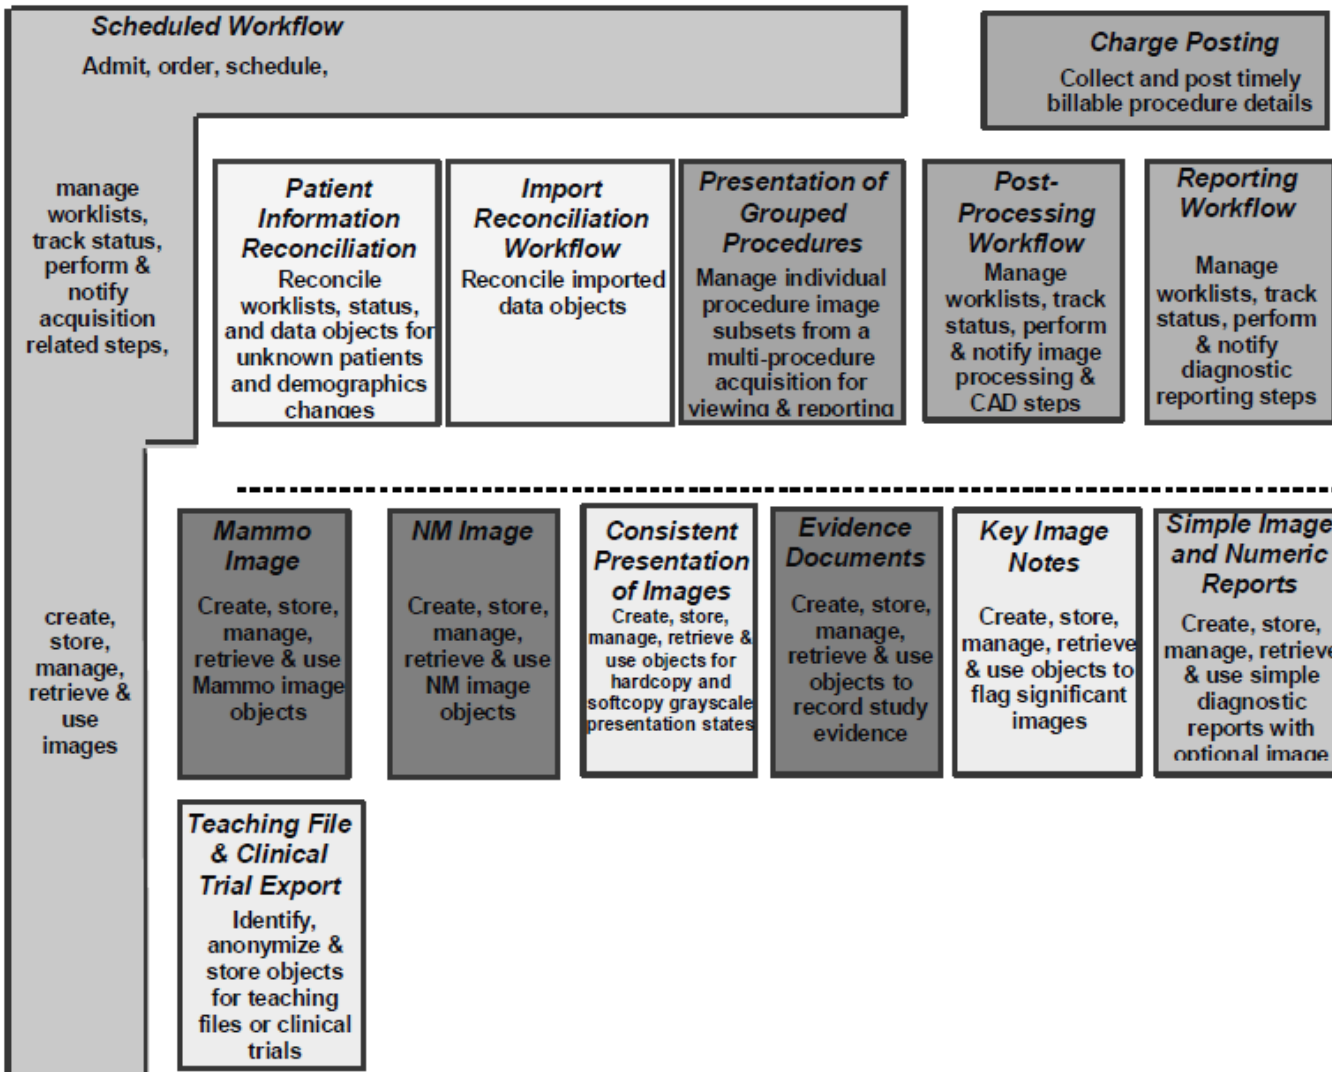 Scheduled Workflow
Admit, order, schedule,
Charge Posting
Collect and post timely
billable procedure details
manage
worklists,
track status,
perform &
notify
acquisition
related steps,
Patient
Information
Reconciliation
Reconcile
worklists, status,
and data objects for
unknown patients
and demographics
changes
Import
Reconciliation
Workflow
Reconcile imported
data objects
Presentation of
Grouped
Procedures
Manage individual
procedure image
subsets from a
multi-procedure
acquisition for
viewing & reporting
Post-
Processing
Workflow
Manage
worklists, track
status, perform
& notify image
processing &
CAD steps
Reporting
Workflow
Manage
worklists, track
status, perform
& notify
diagnostic
reporting steps
create,
store,
manage,
retrieve &
use
images
Mammo
Image
Create, store,
manage,
retrieve & use
Mammo image
objects
NM Image
Create, store,
manage,
retrieve & use
NM image
objects
Consistent
Presentation
of Images
Create, store,
manage, retrieve &
use objects for
hardcopy and
softcopy grayscale
presentation states
Evidence
Documents
Create, store,
manage,
retrieve & use
objects to
record study
evidence
Key Image
Notes
Create, store,
manage, retrieve
& use objects to
flag significant
images
Simple Image
and Numeric
Reports
Create, store,
manage, retrieve
& use simple
diagnostic
reports with
optional image
Teaching File
& Clinical
Trial Export
Identify,
anonymize &
store objects
for teaching
files or clinical
trials